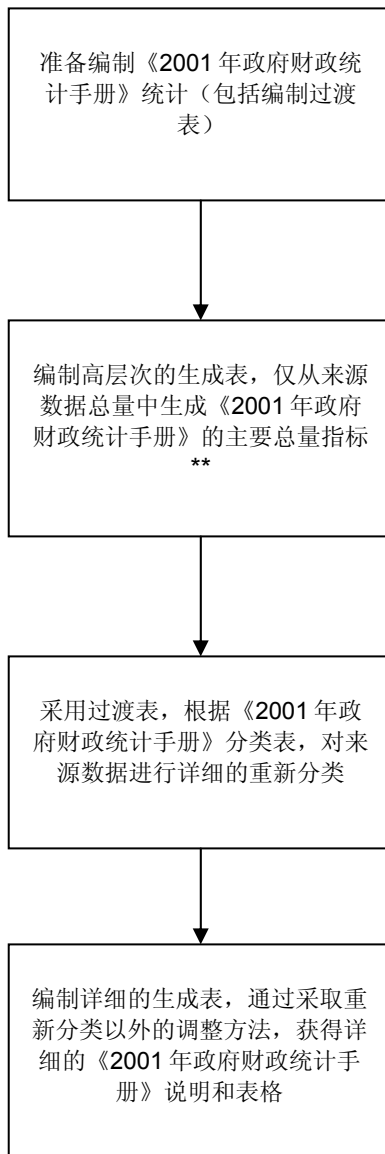 准备编制《2001 年政府财政统
计手册》统计（包括编制过渡
表）
编制高层次的生成表，仅从来源
数据总量中生成《2001 年政府
财政统计手册》的主要总量指标
**
采用过渡表，根据《2001 年政
府财政统计手册》分类表，对来
源数据进行详细的重新分类
编制详细的生成表，通过采取重
新分类以外的调整方法，获得详
细的《2001 年政府财政统计手
册》说明和表格